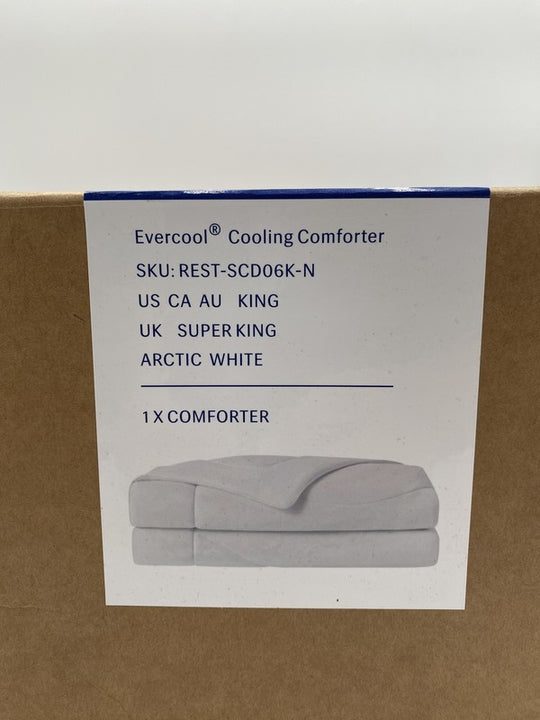 Evercool® Cooling Comforter
SKU: REST-SCD06K-N
US CA AU KING
UK SUPER KING
ARCTIC WHITE
1 X COMFORTER